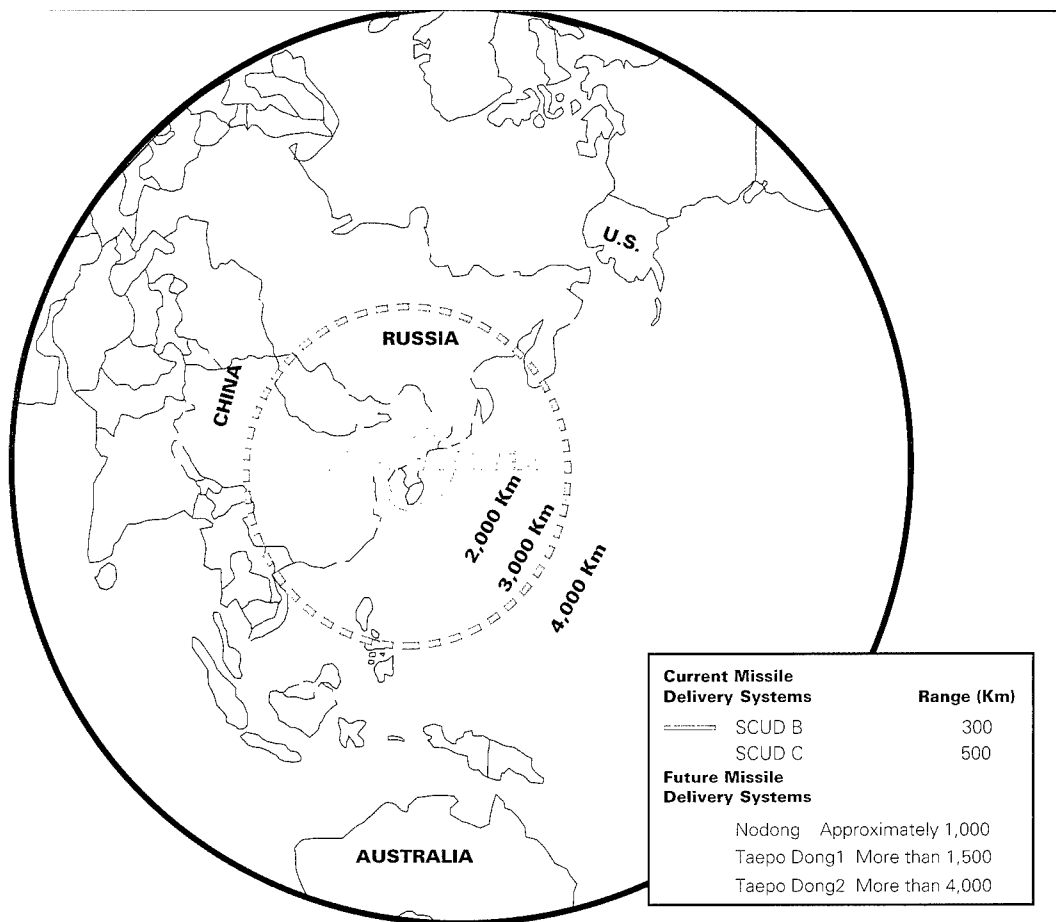 U.S.
RUSSIA
CHINA
2,000 Km
3,000 Km
4,000 Km
AUSTRALIA
Current Missile
Delivery Systems Range (Km)
SCUD B 300
SCUD C 500
Future Missile
Delivery Systems
Nodong Approximately 1,000
Taepo Dong1 More than 1,500
Taepo Dong2 More than 4,000